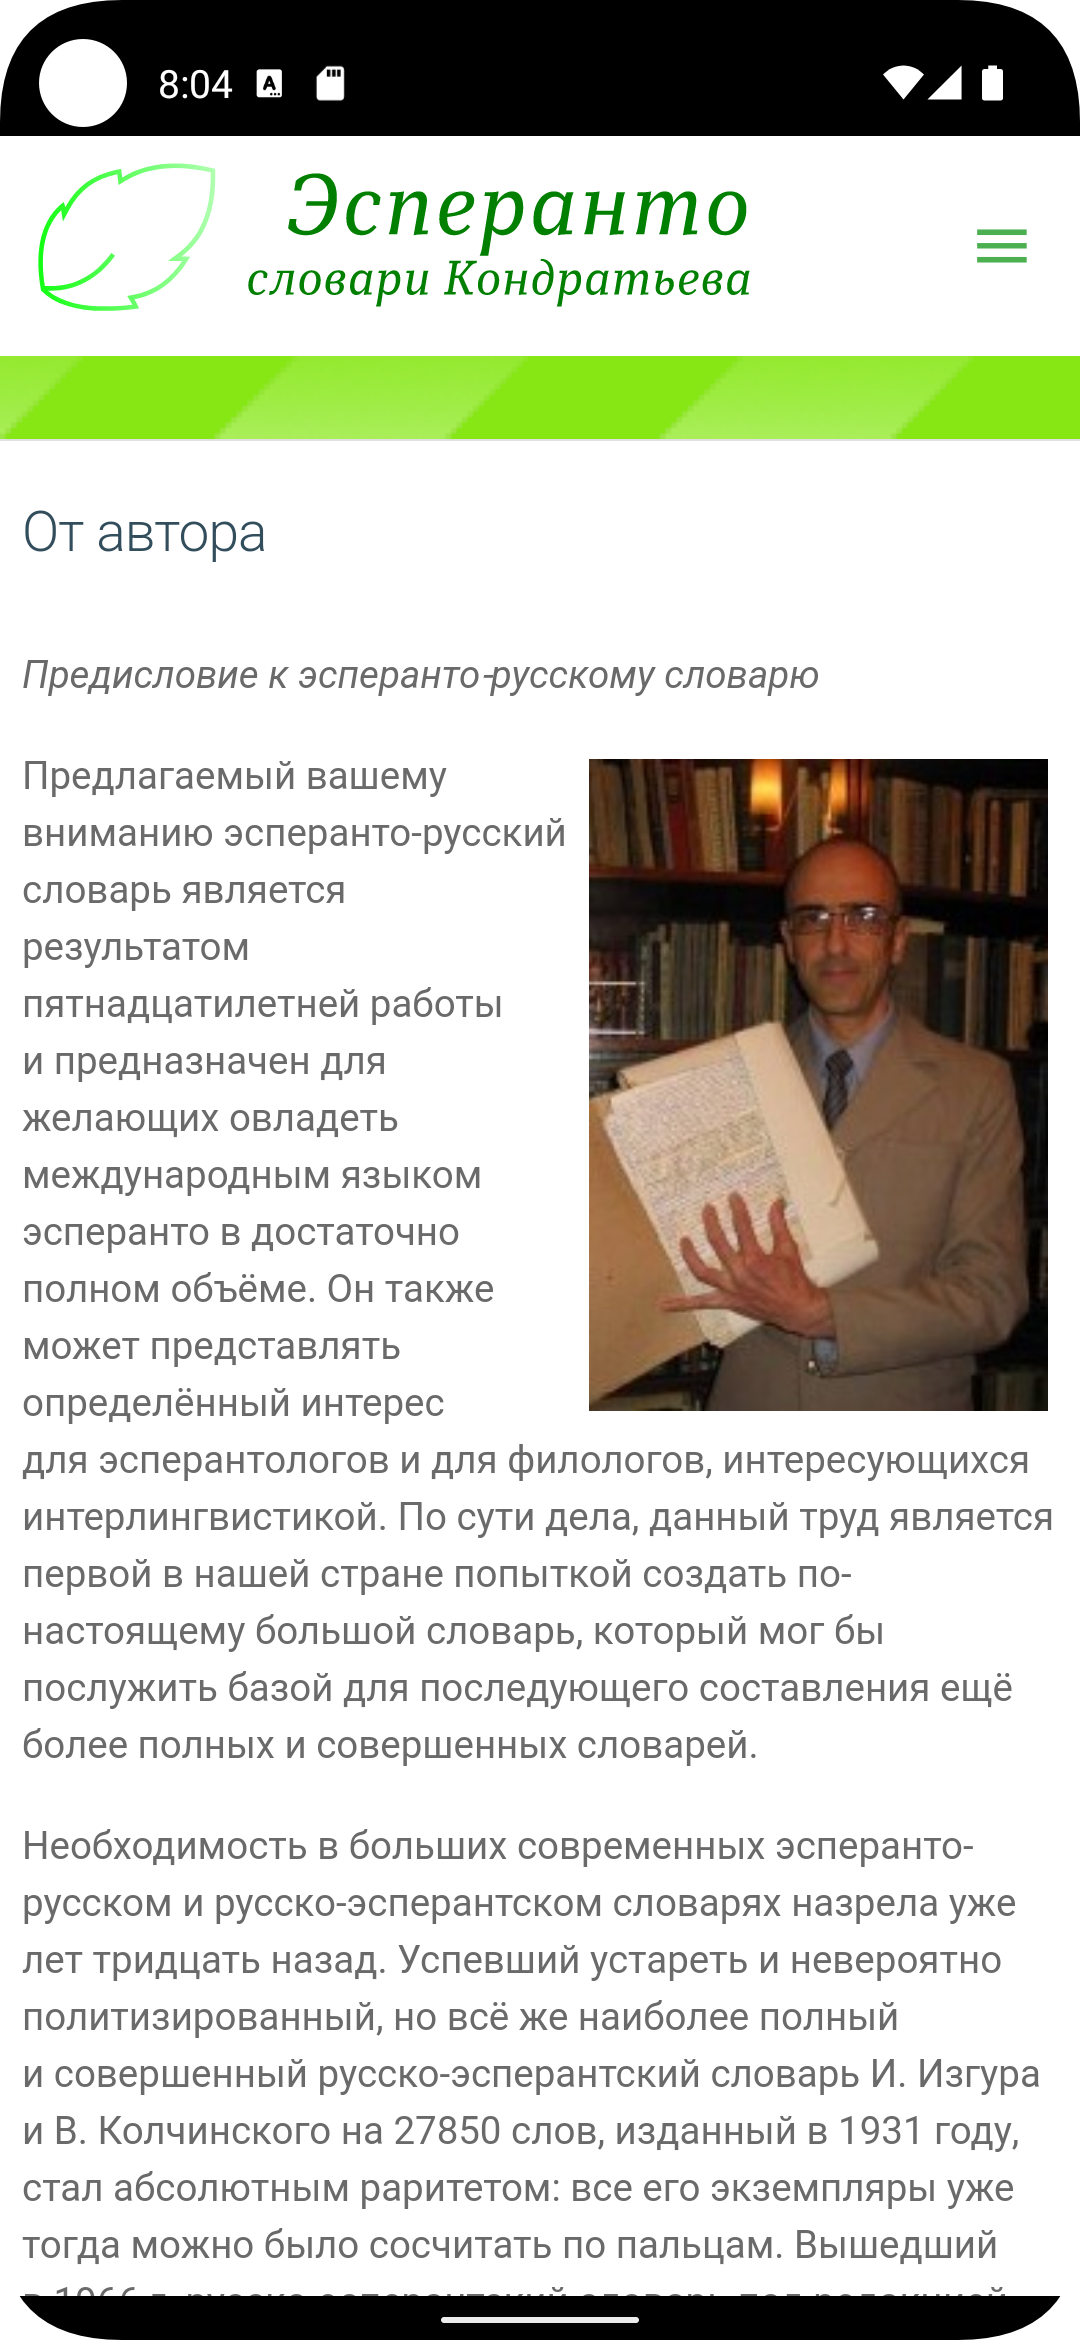 8:04
Эсперанто
словари Кондратьева
От автора
Предисловие к эсперанто-русскому словарю
Предлагаемый вашему
вниманию эсперанто-русский
словарь является
результатом
пятнадцатилетней работы
и предназначен для
желающих овладеть
международным языком
эсперанто в достаточно
полном объёме. Он также
может представлять
определённый интерес
для эсперантологов и для филологов, интересующихся
интерлингвистикой. По сути дела, данный труд является
первой в нашей стране попыткой создать по-
настоящему большой словарь, который мог бы
послужить базой для последующего составления ещё
более полных и совершенных словарей.
Необходимость в больших современных эсперанто-
русском и русско-эсперантском словарях назрела уже
лет тридцать назад. Успевший устареть и невероятно
политизированный, но всё же наиболее полный
и совершенный русско-эсперантский словарь И. Изгура
и В. Колчинского на 27850 слов, изданный в 1931 году,
стал абсолютным раритетом: все его экземпляры уже
тогда можно было сосчитать по пальцам. Вышедший
в 1966 г. русско-эсперантский словарь под редакцией